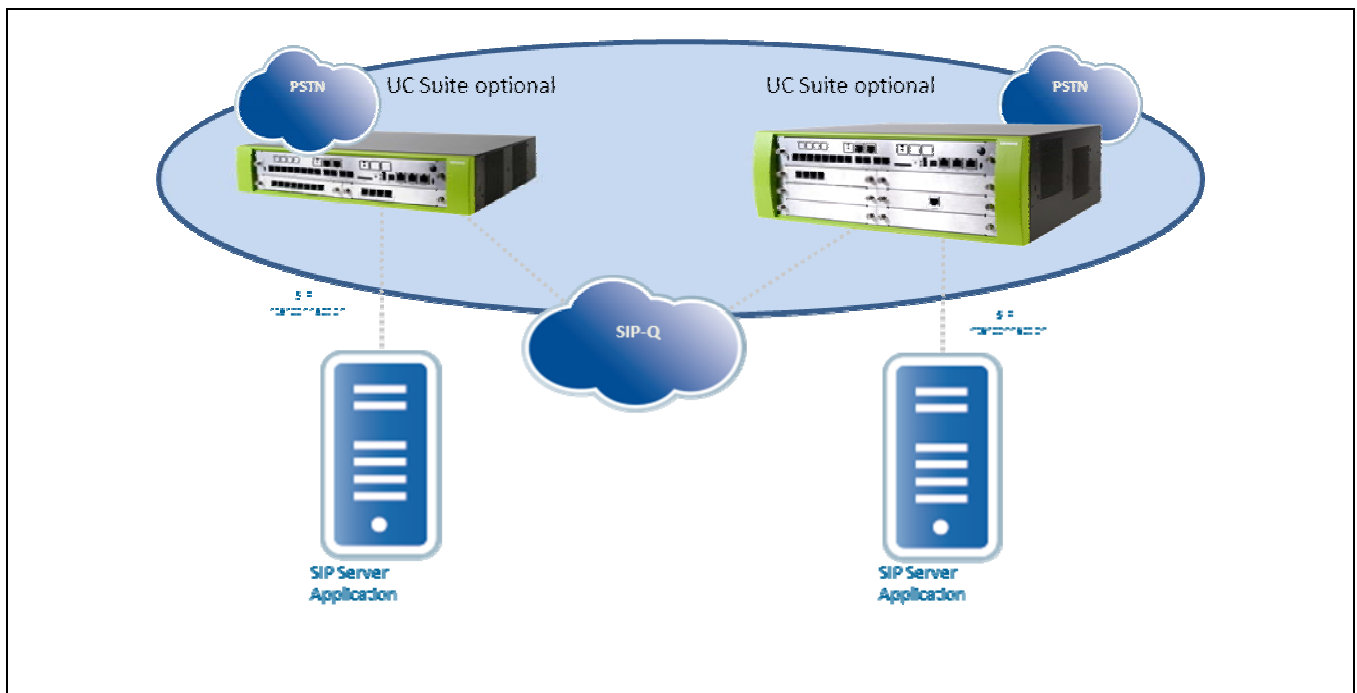 PSTN
UC Suite optional
UC Suite optional
PSTN
SIP-Q
SIP Server
Application
SIP Server
Application